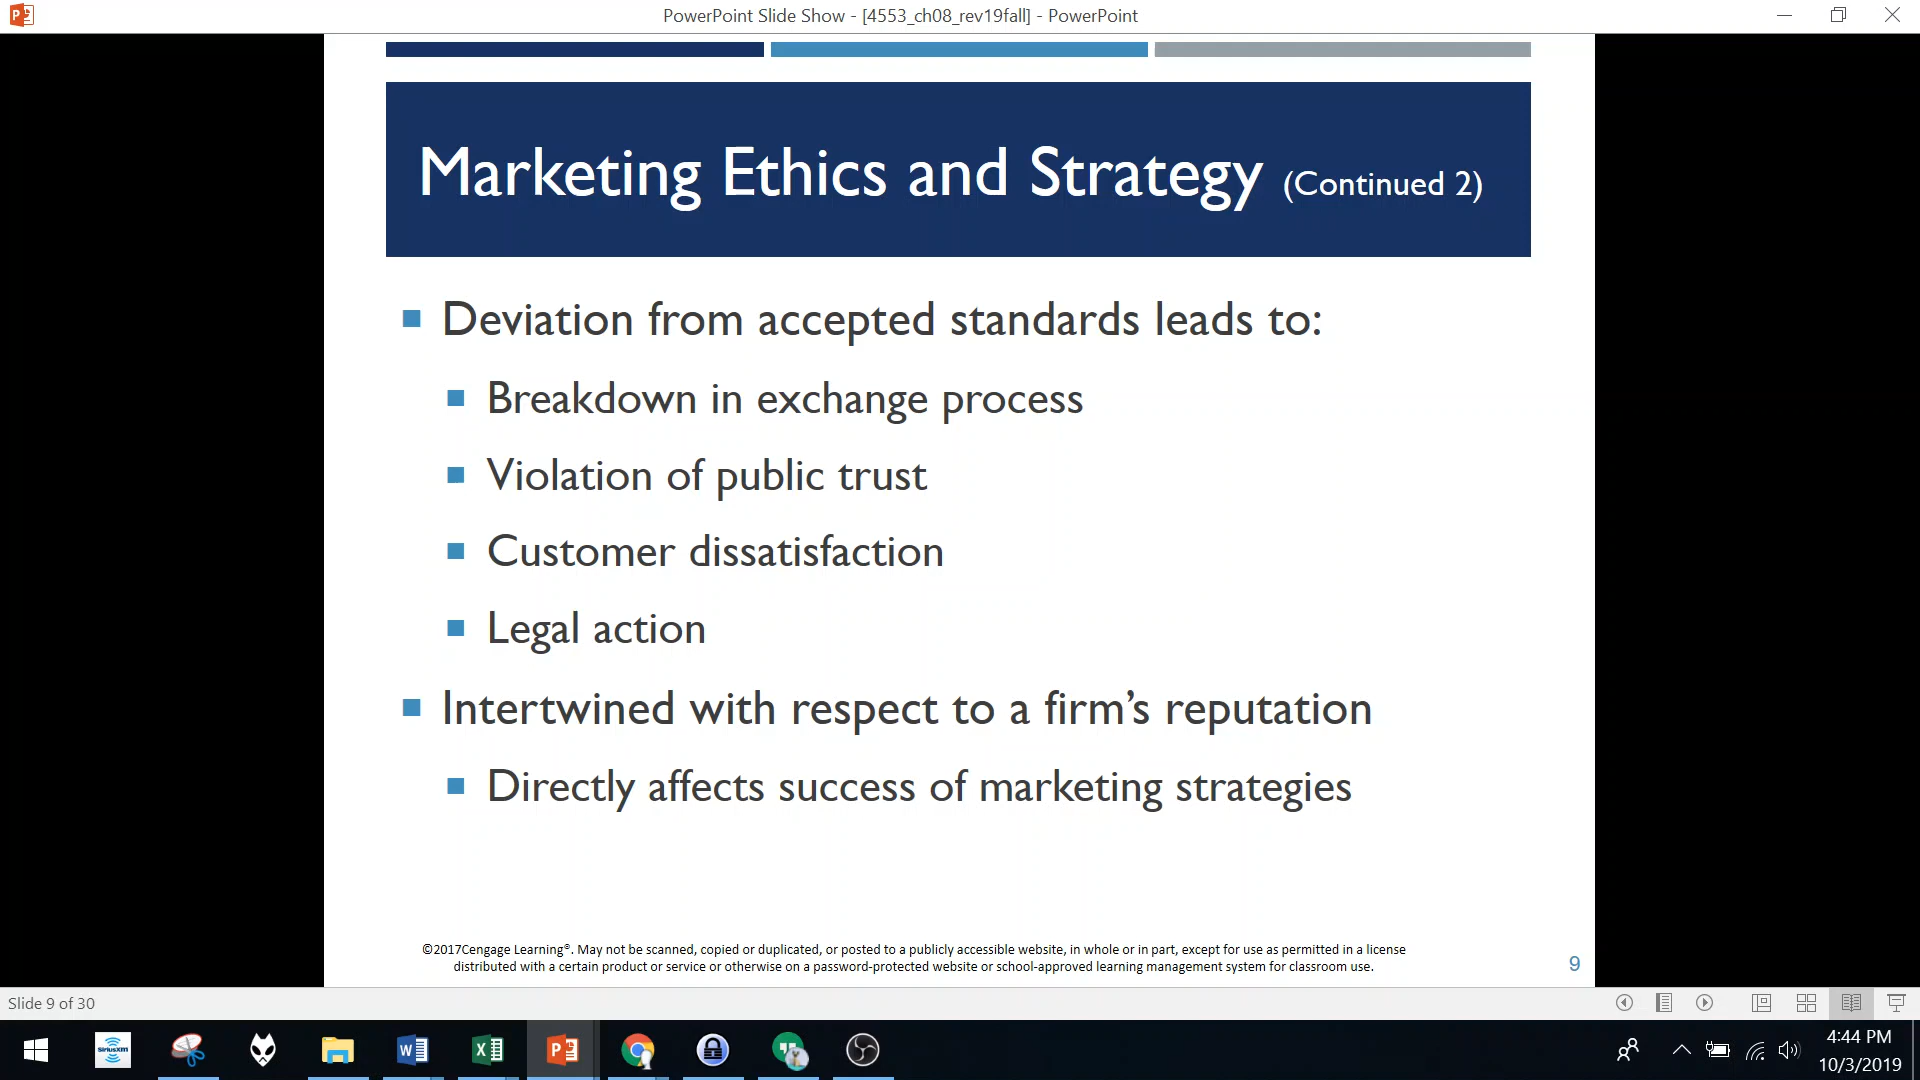 PowerPoint Slide Show - [4553_ch08_rev19fall] - PowerPoint
Marketing Ethics and Strategy (Continued 2)
Deviation from accepted standards leads to:
Breakdown in exchange process
Violation of public trust
Customer dissatisfaction
Legal action
Intertwined with respect to a firm’s reputation
Directly affects success of marketing strategies
©2017Cengage Learning®. May not be scanned, copied or duplicated, or posted to a publicly accessible website, in whole or in part, except for use as permitted in a license
distributed with a certain product or service or otherwise on a password-protected website or school-approved learning management system for classroom use.
9
Slide 9 of 30
SiriusXM
4:44 PM
10/3/2019